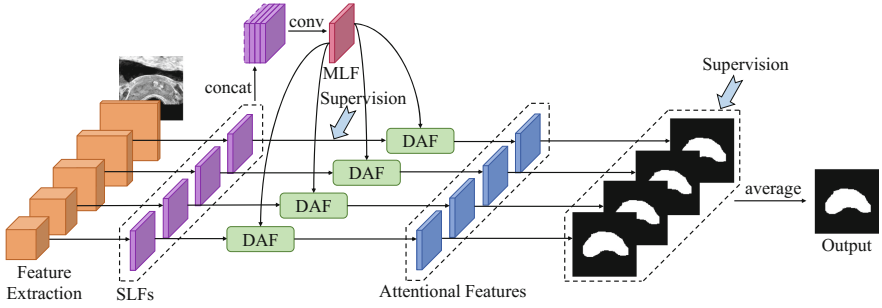 conv
MLF
concat
Supervision
Supervision
DAF
DAF
DAF
DAF
average
Feature
Extraction
SLFs
Attentional Features
Output